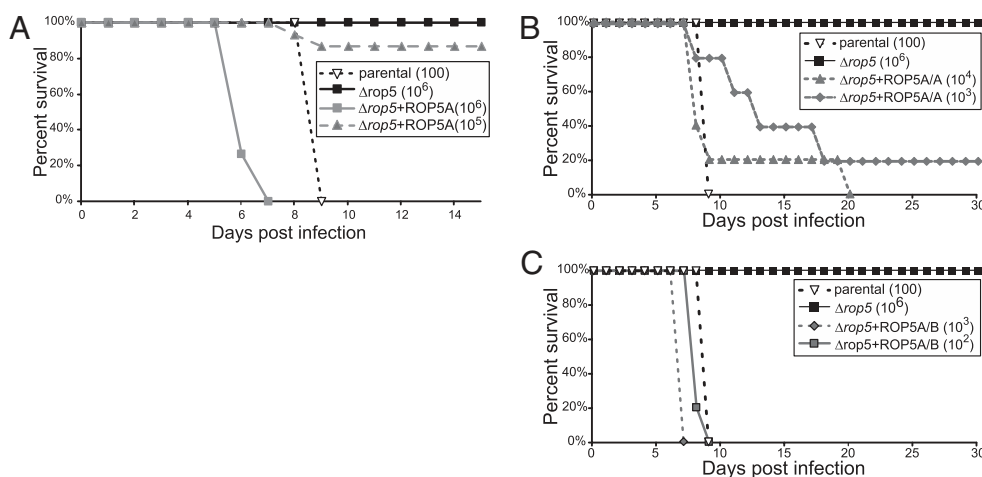 A
100%
80%
60%
40%
20%
0%
Percent survival
0 2 4 6 8 10 12 14
Days post infection
parental (100)
Δrop5 (10⁶)
Δrop5+ROP5A(10⁶)
Δrop5+ROP5A(10⁵)
B
100%
80%
60%
40%
20%
0%
Percent survival
0 5 10 15 20 25 30
Days post infection
parental (100)
Δrop5 (10⁶)
Δrop5+ROP5A/A (10⁴)
Δrop5+ROP5A/A (10³)
C
100%
80%
60%
40%
20%
0%
Percent survival
0 5 10 15 20 25 30
Days post infection
parental (100)
Δrop5 (10⁶)
Δrop5+ROP5A/B (10³)
Δrop5+ROP5A/B (10²)